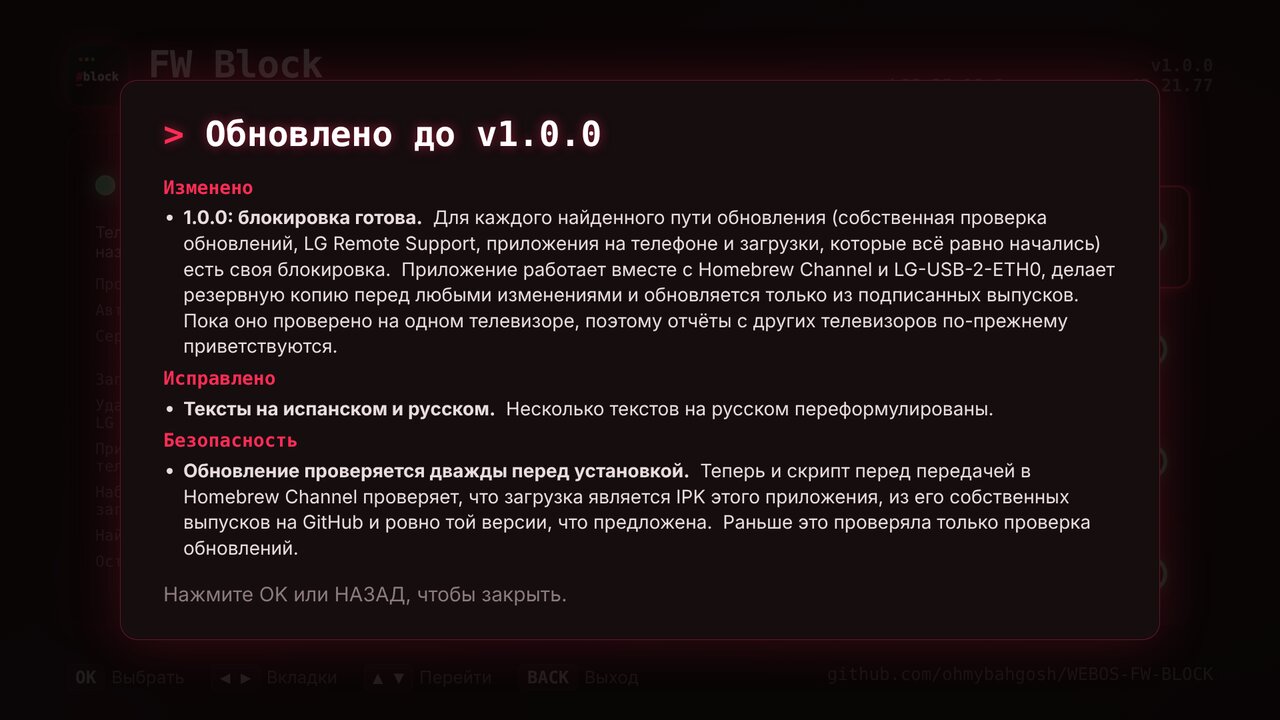 FW Block
#block
v1.0.0
21.77
> Обновлено до v1.0.0
Изменено
• 1.0.0: блокировка готова. Для каждого найденного пути обновления (собственная проверка
обновлений, LG Remote Support, приложения на телефоне и загрузки, которые всё равно начались)
есть своя блокировка. Приложение работает вместе с Homebrew Channel и LG-USB-2-ETH0, делает
резервную копию перед любыми изменениями и обновляется только из подписанных выпусков.
Пока оно проверено на одном телевизоре, поэтому отчёты с других телевизоров по-прежнему
приветствуются.
Исправлено
• Тексты на испанском и русском. Несколько текстов на русском переформулированы.
Безопасность
• Обновление проверяется дважды перед установкой. Теперь и скрипт перед передачей в
Homebrew Channel проверяет, что загрузка является IPK этого приложения, из его собственных
выпусков на GitHub и ровно той версии, что предложена. Раньше это проверяла только проверка
обновлений.
Нажмите OK или НАЗАД, чтобы закрыть.
OK Выбрать ◄ ► Вкладки ▲ ▼ Перейти BACK Выход
github.com/ohmybahgosh/WEBOS-FW-BLOCK